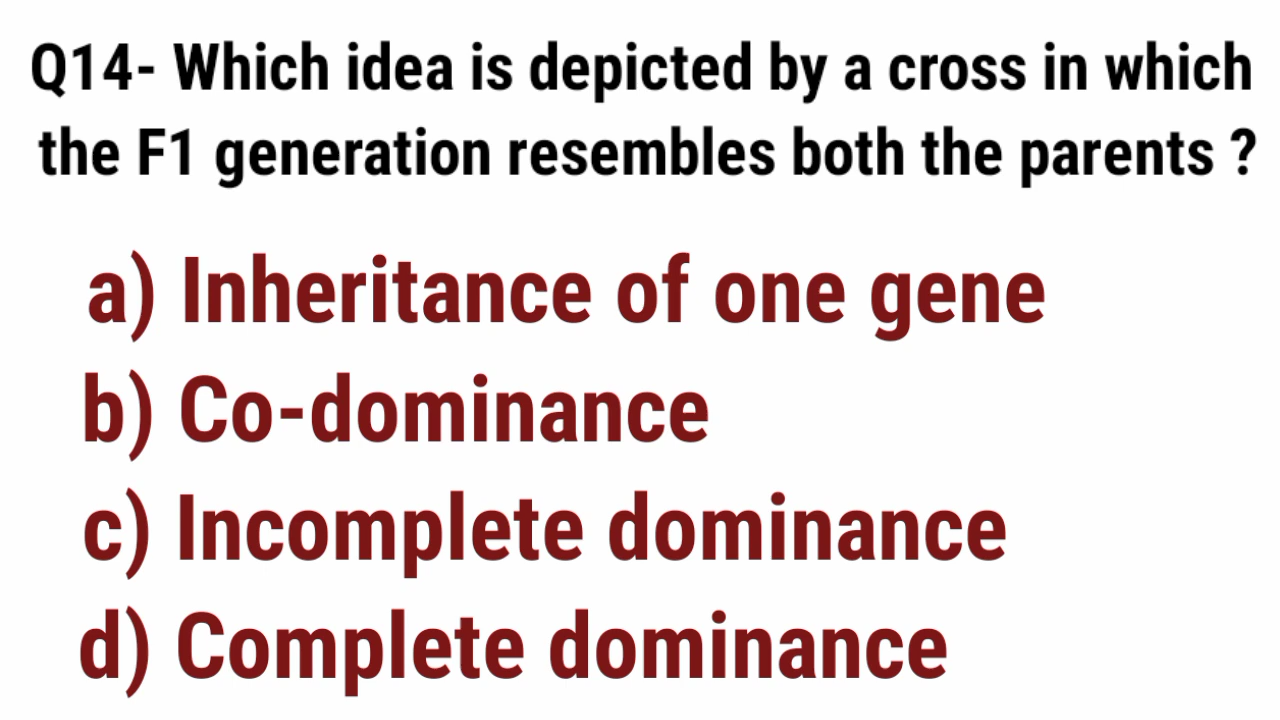 Q14- Which idea is depicted by a cross in which
the F1 generation resembles both the parents ?
a) Inheritance of one gene
b) Co-dominance
c) Incomplete dominance
d) Complete dominance